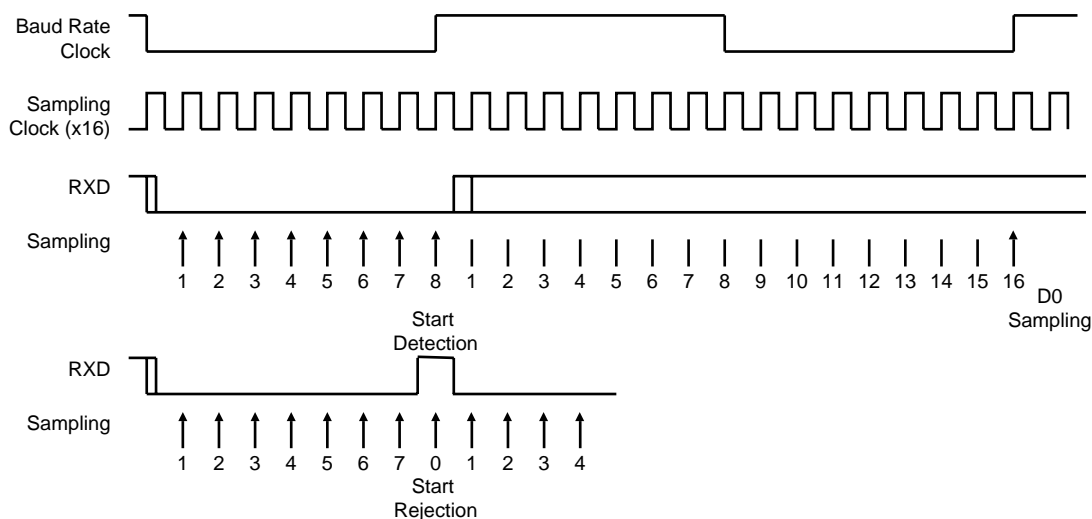 Baud Rate
Clock
Sampling
Clock (x16)
RXD
Sampling
1 2 3 4 5 6 7 8 1 2 3 4 5 6 7 8 9 10 11 12 13 14 15 16
D0
Sampling
Start
Detection
RXD
Sampling
1 2 3 4 5 6 7 0 1 2 3 4
Start
Rejection